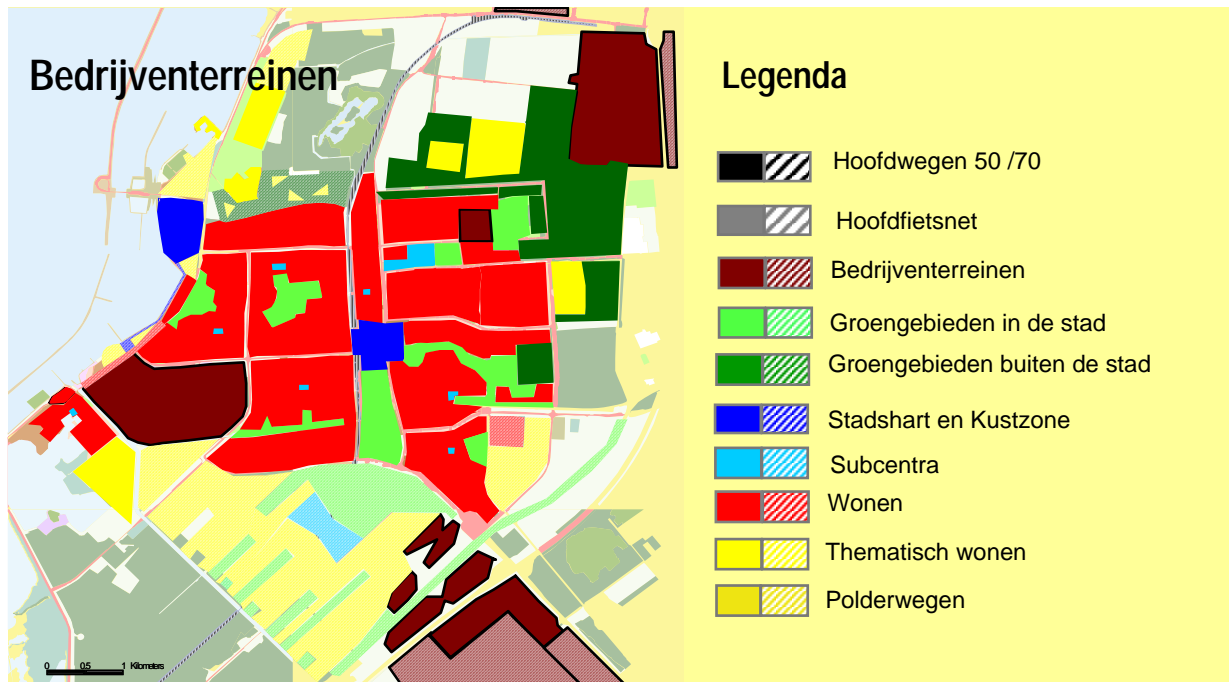 Bedrijventerreinen
Legenda
Hoofdwegen 50 /70
Hoofdfietsnet
Bedrijventerreinen
Groengebieden in de stad
Groengebieden buiten de stad
Stadshart en Kustzone
Subcentra
Wonen
Thematisch wonen
Polderwegen
0 0.5 1 Kilometers